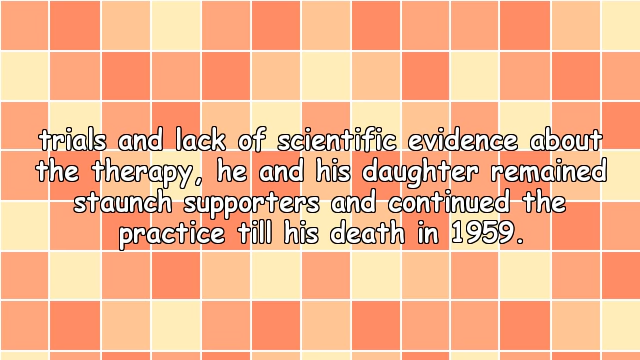 trials and lack of scientific evidence about
the therapy, he and his daughter remained
staunch supporters and continued the
practice till his death in 1959.